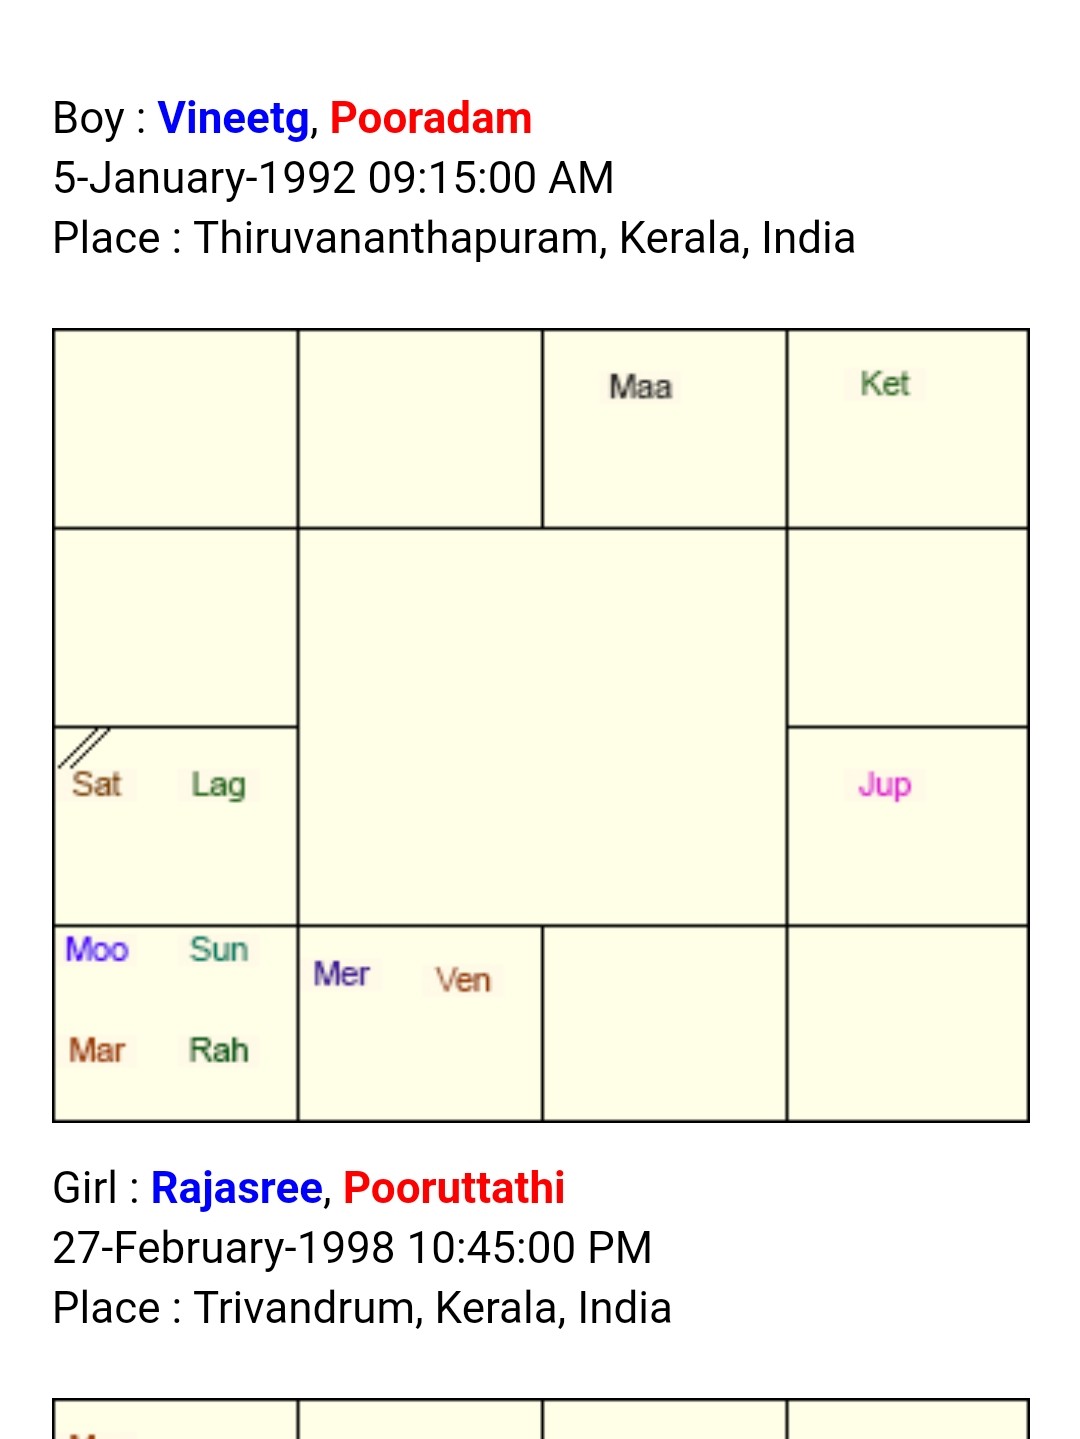 Boy : Vineetg, Pooradam
5-January-1992 09:15:00 AM
Place : Thiruvananthapuram, Kerala, India
Maa Ket
Sat Lag Jup
Moo Sun
Mer Ven
Mar Rah
Girl : Rajasree, Pooruttathi
27-February-1998 10:45:00 PM
Place : Trivandrum, Kerala, India